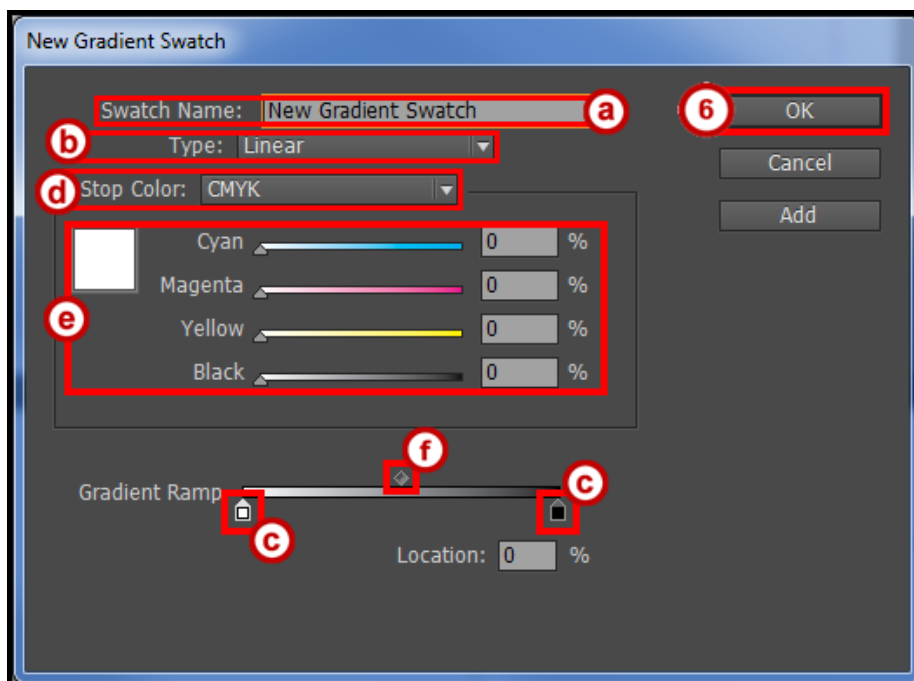 New Gradient Swatch
Swatch Name: New Gradient Swatch a 6 OK
b Type: Linear
Cancel
d Stop Color: CMYK
Add
Cyan 0 %
Magenta 0 %
e
Yellow 0 %
Black 0 %
f
Gradient Ramp c
c
Location: 0 %